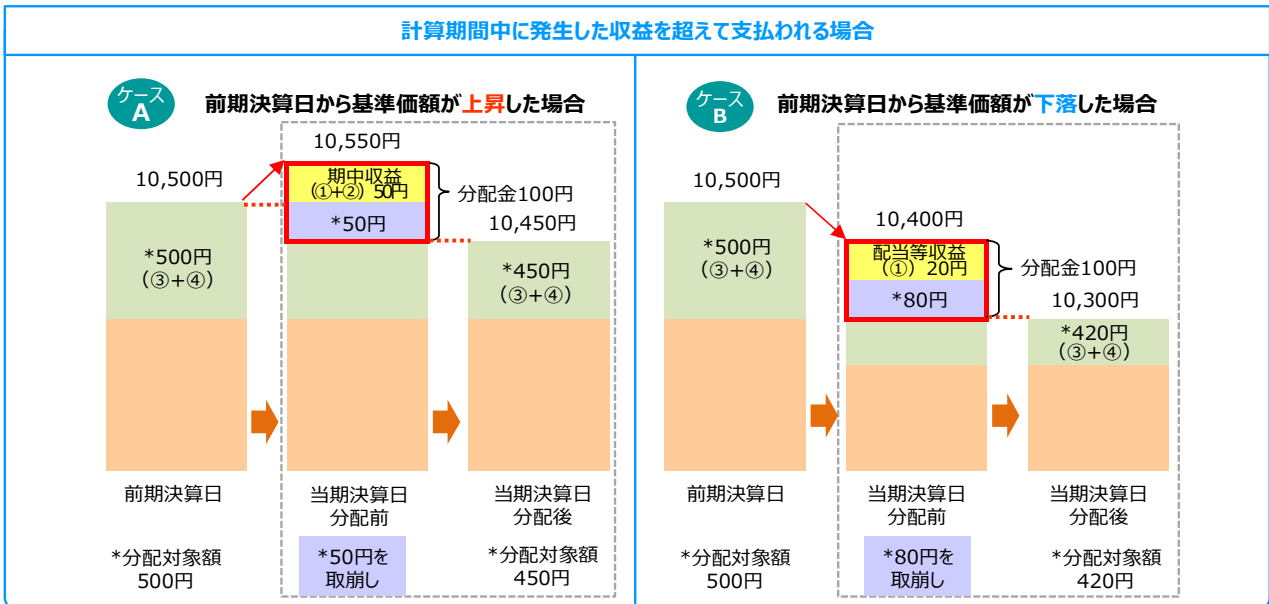 計算期間中に発生した収益を超えて支払われる場合
ケース
A
前期決算日から基準価額が上昇した場合
10,550円
10,500円
期中収益
(①+②) 50円
*50円
分配金100円
10,450円
*500円
(③+④)
*450円
(③+④)
前期決算日
当期決算日
分配前
当期決算日
分配後
*分配対象額
500円
*50円を
取崩し
*分配対象額
450円
ケース
B
前期決算日から基準価額が下落した場合
10,500円
10,400円
配当等収益
(①) 20円
*80円
分配金100円
10,300円
*500円
(③+④)
*420円
(③+④)
前期決算日
当期決算日
分配前
当期決算日
分配後
*分配対象額
500円
*80円を
取崩し
*分配対象額
420円